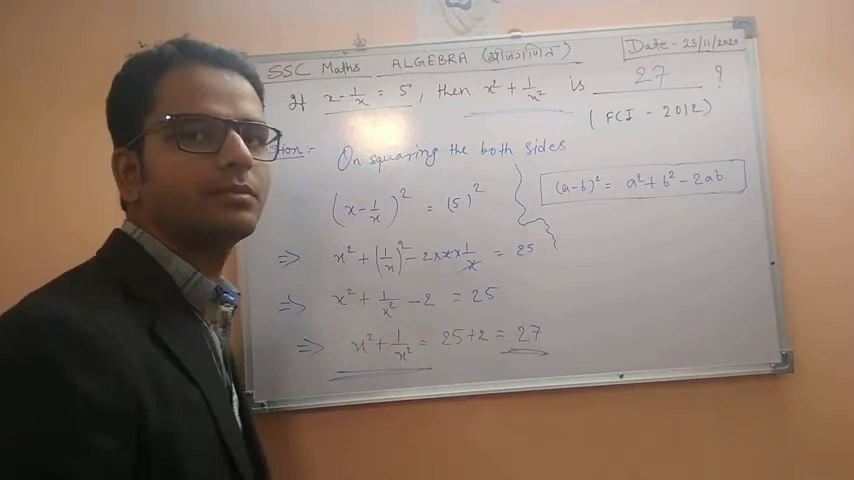 SSC Maths ALGEBRA (बीजगणित) Date - 23/11/2020
If x - 1/x = 5, then x² + 1/x² is 27 ?
(FCI - 2012)
tion :- On squaring the both sides
(a-b)² = a² + b² - 2ab
(x - 1/x)² = (5)²
⇒ x² + (1/x)² - 2 × x × 1/x = 25
⇒ x² + 1/x² - 2 = 25
⇒ x² + 1/x² = 25 + 2 = 27